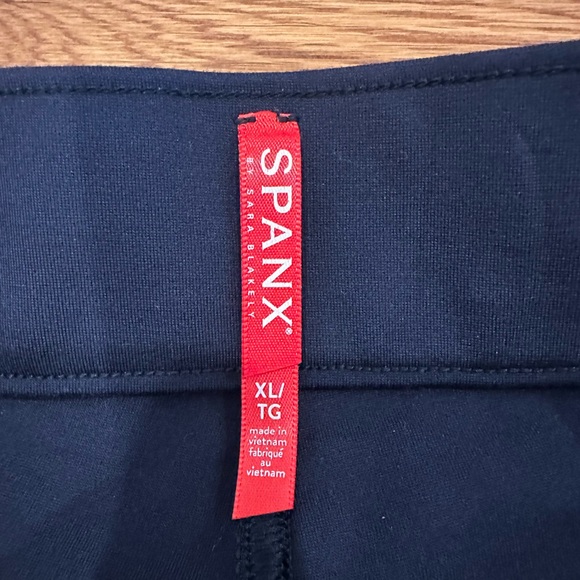 SPANX®
BY SARA BLAKELY
XL/
TG
made in
vietnam
fabriqué
au
vietnam